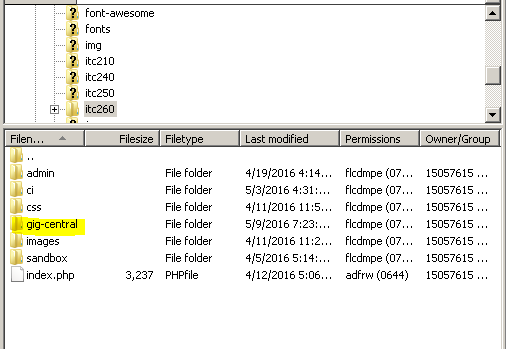 font-awesome
fonts
img
itc210
itc240
itc250
itc260
Filen... Filesize Filetype Last modified Permissions Owner/Group
..
admin File folder 4/19/2016 4:14... flcdmpe (07... 15057615 ...
ci File folder 5/3/2016 4:31:... flcdmpe (07... 15057615 ...
css File folder 4/11/2016 11:5... flcdmpe (07... 15057615 ...
gig-central File folder 5/9/2016 7:23:... flcdmpe (07... 15057615 ...
images File folder 4/11/2016 11:2... flcdmpe (07... 15057615 ...
sandbox File folder 4/5/2016 5:14:... flcdmpe (07... 15057615 ...
index.php 3,237 PHPfile 4/12/2016 5:06... adfrw (0644) 15057615 ...